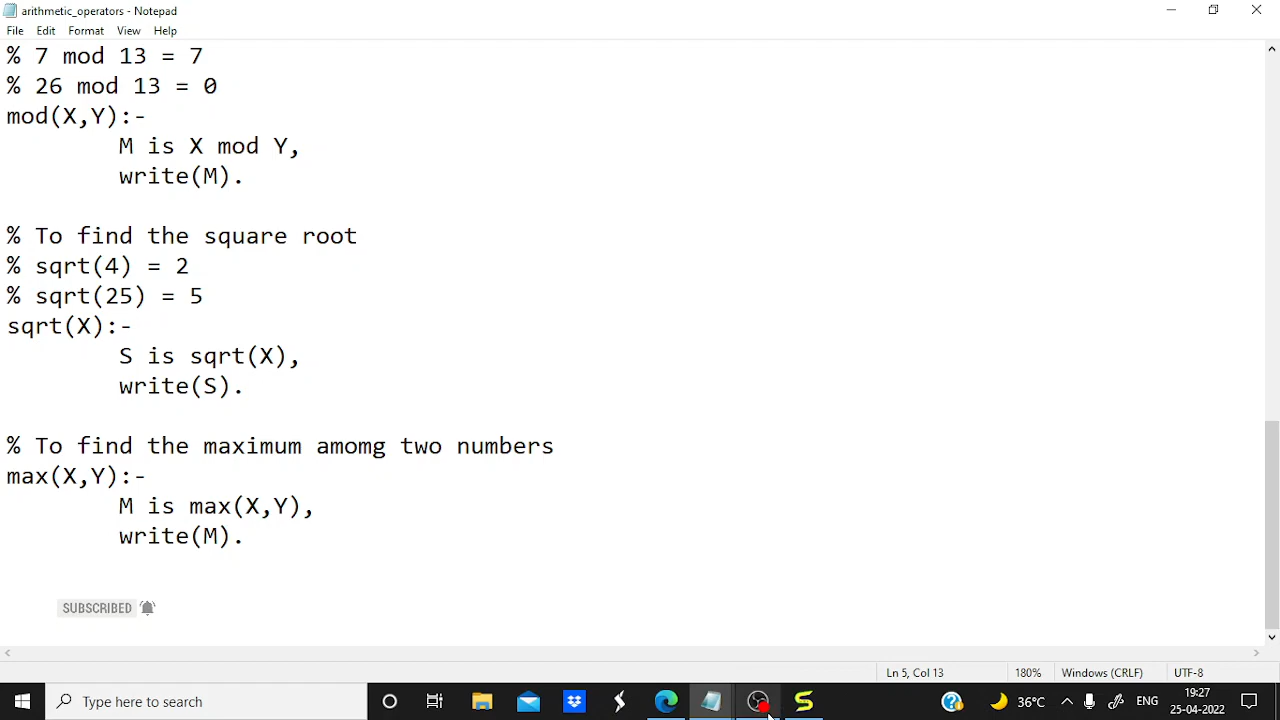 arithmetic_operators - Notepad
File Edit Format View Help
% 7 mod 13 = 7
% 26 mod 13 = 0
mod(X,Y):-
M is X mod Y,
write(M).
% To find the square root
% sqrt(4) = 2
% sqrt(25) = 5
sqrt(X):-
S is sqrt(X),
write(S).
% To find the maximum amomg two numbers
max(X,Y):-
M is max(X,Y),
write(M).
SUBSCRIBED
Ln 5, Col 13 180% Windows (CRLF) UTF-8
Type here to search 36°C ENG 19:27
25-04-2022